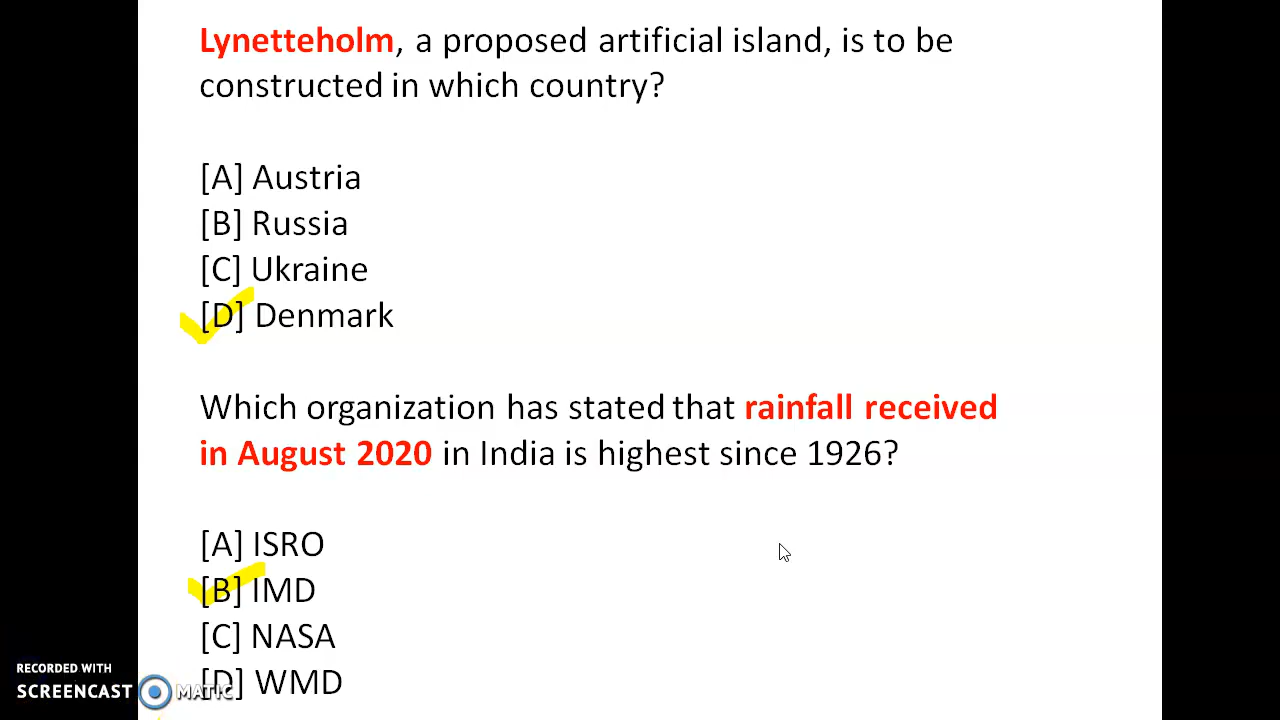 Lynetteholm, a proposed artificial island, is to be
constructed in which country?
[A] Austria
[B] Russia
[C] Ukraine
[D] Denmark
Which organization has stated that rainfall received
in August 2020 in India is highest since 1926?
[A] ISRO
[B] IMD
[C] NASA
[D] WMD
RECORDED WITH
SCREENCAST MATIC